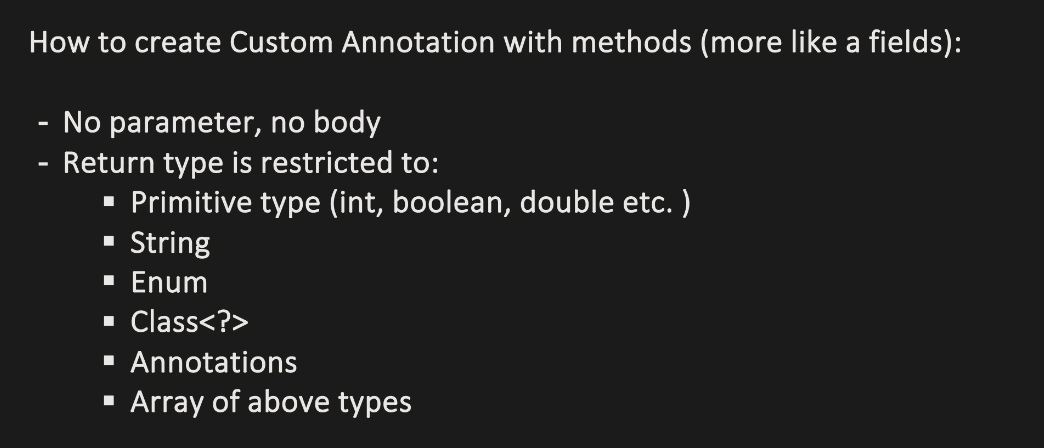 How to create Custom Annotation with methods (more like a fields):
- No parameter, no body
- Return type is restricted to:
▪ Primitive type (int, boolean, double etc. )
▪ String
▪ Enum
▪ Class<?>
▪ Annotations
▪ Array of above types